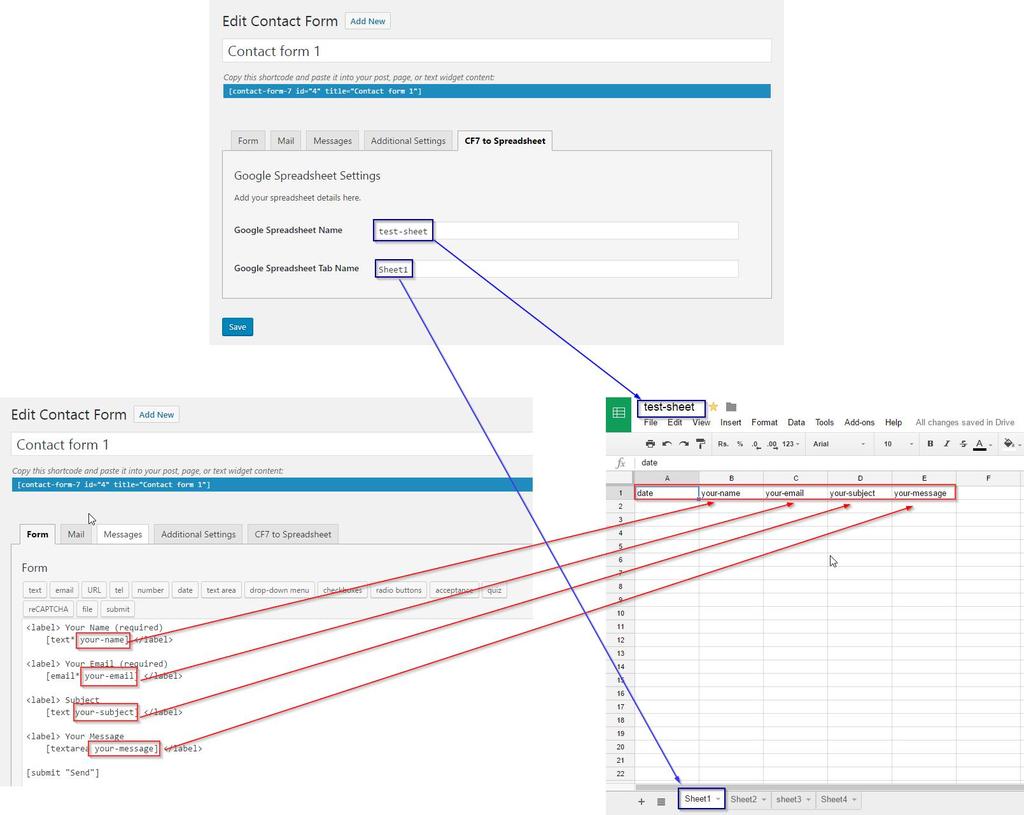 Edit Contact Form Add New
Contact form 1
Copy this shortcode and paste it into your post, page, or text widget content:
[contact-form-7 id="4" title="Contact form 1"]
Form Mail Messages Additional Settings CF7 to Spreadsheet
Google Spreadsheet Settings
Add your spreadsheet details here.
Google Spreadsheet Name test-sheet
Google Spreadsheet Tab Name Sheet1
Save
Edit Contact Form Add New
Contact form 1
Copy this shortcode and paste it into your post, page, or text widget content:
[contact-form-7 id="4" title="Contact form 1"]
Form Mail Messages Additional Settings CF7 to Spreadsheet
Form
text email URL tel number date text area drop-down menu checkboxes radio buttons acceptance quiz
reCAPTCHA file submit
<label> Your Name (required)
[text* your-name] </label>
<label> Your Email (required)
[email* your-email] </label>
<label> Subject
[text your-subject] </label>
<label> Your Message
[textarea your-message] </label>
[submit "Send"]
test-sheet
File Edit View Insert Format Data Tools Add-ons Help All changes saved in Drive
Rs. % .0 .00 123 Arial 10 B I S A
fx date
A B C D E F
1 date your-name your-email your-subject your-message
2
3
4
5
6
7
8
9
10
11
12
13
14
15
16
17
18
19
20
21
22
+ Sheet1 Sheet2 sheet3 Sheet4